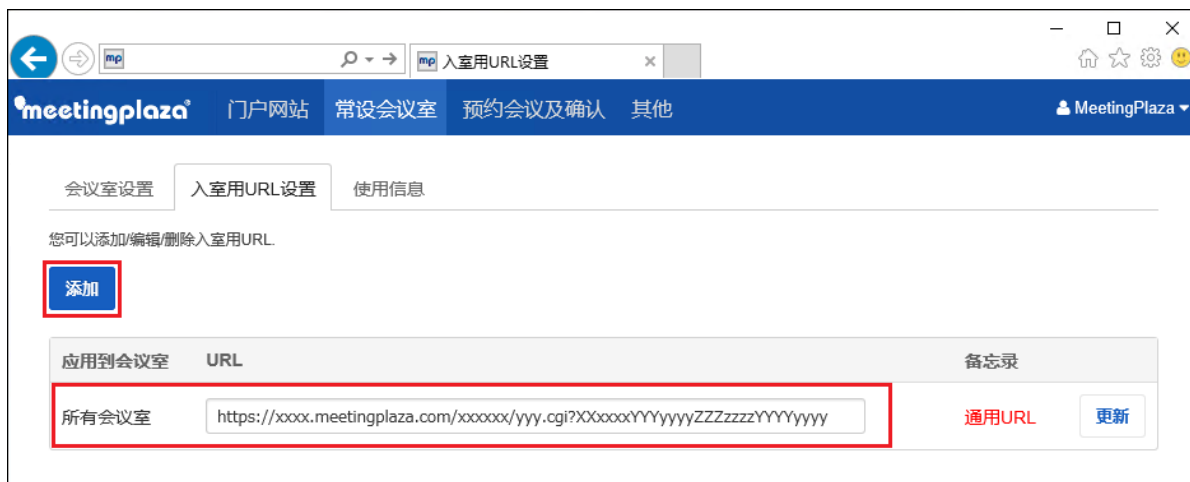 mp
mp 入室用URL设置
meetingplaza 门户网站 常设会议室 预约会议及确认 其他 MeetingPlaza
会议室设置 入室用URL设置 使用信息
您可以添加/编辑/删除入室用URL.
添加
应用到会议室 URL 备忘录
所有会议室 https://xxxx.meetingplaza.com/xxxxxx/yyy.cgi?XXxxxxYYYyyyyZZZzzzzYYYYyyyy 通用URL 更新